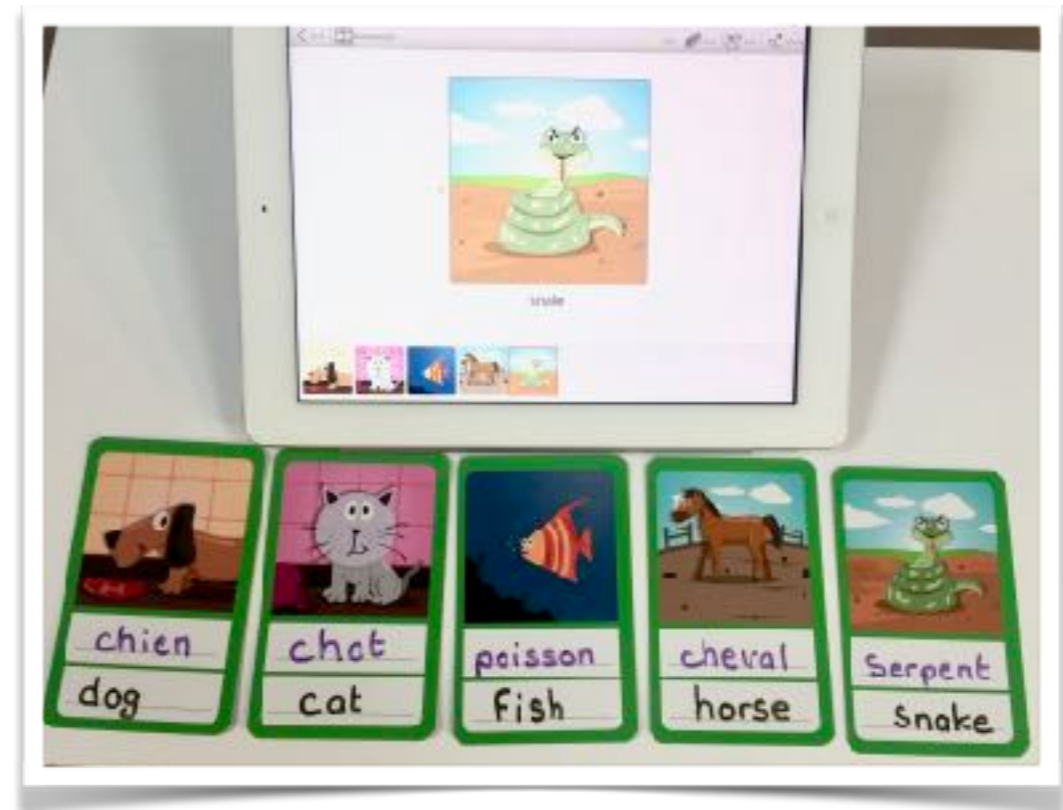 snake
chien
dog
chat
cat
poisson
fish
cheval
horse
Serpent
Snake